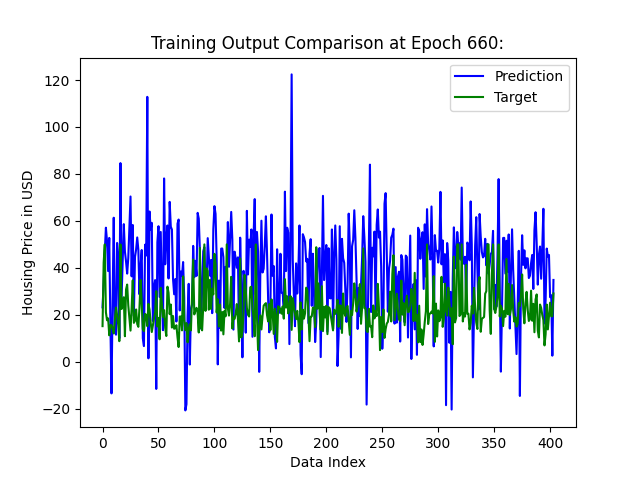 Training Output Comparison at Epoch 660:
Prediction
Target
Housing Price in USD
120
100
80
60
40
20
0
−20
0 50 100 150 200 250 300 350 400
Data Index